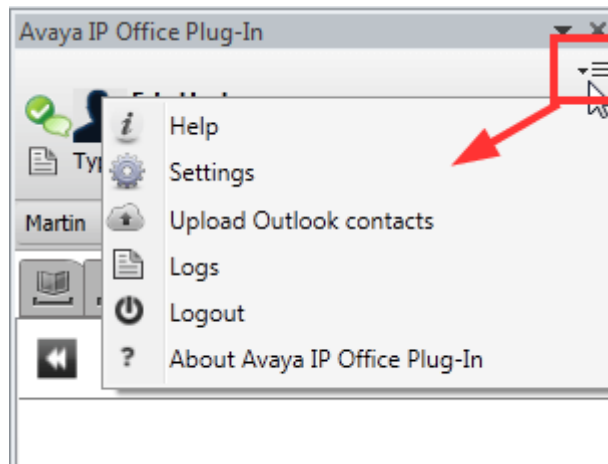 Avaya IP Office Plug-In
Help
Settings
Upload Outlook contacts
Martin
Logs
Logout
About Avaya IP Office Plug-In